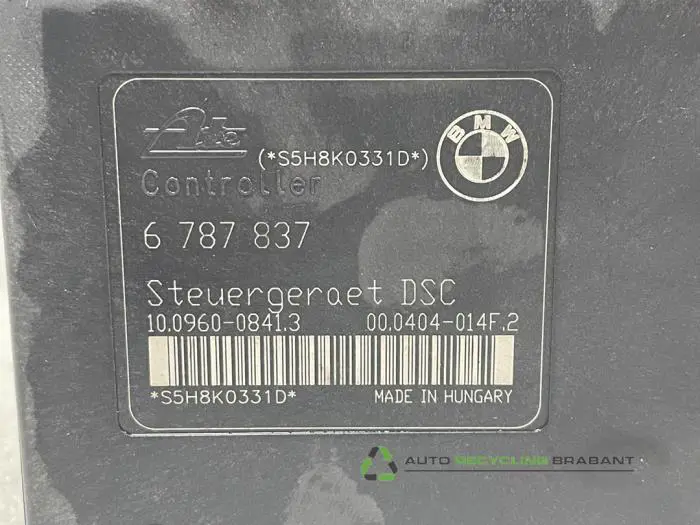 Ate
(*S5H8K0331D*)
BMW
Controller
6 787 837
Steuergeraet DSC
10.0960-0841.3 00.0404-014F.2
*S5H8K0331D* MADE IN HUNGARY
AUTO RECYCLING BRABANT